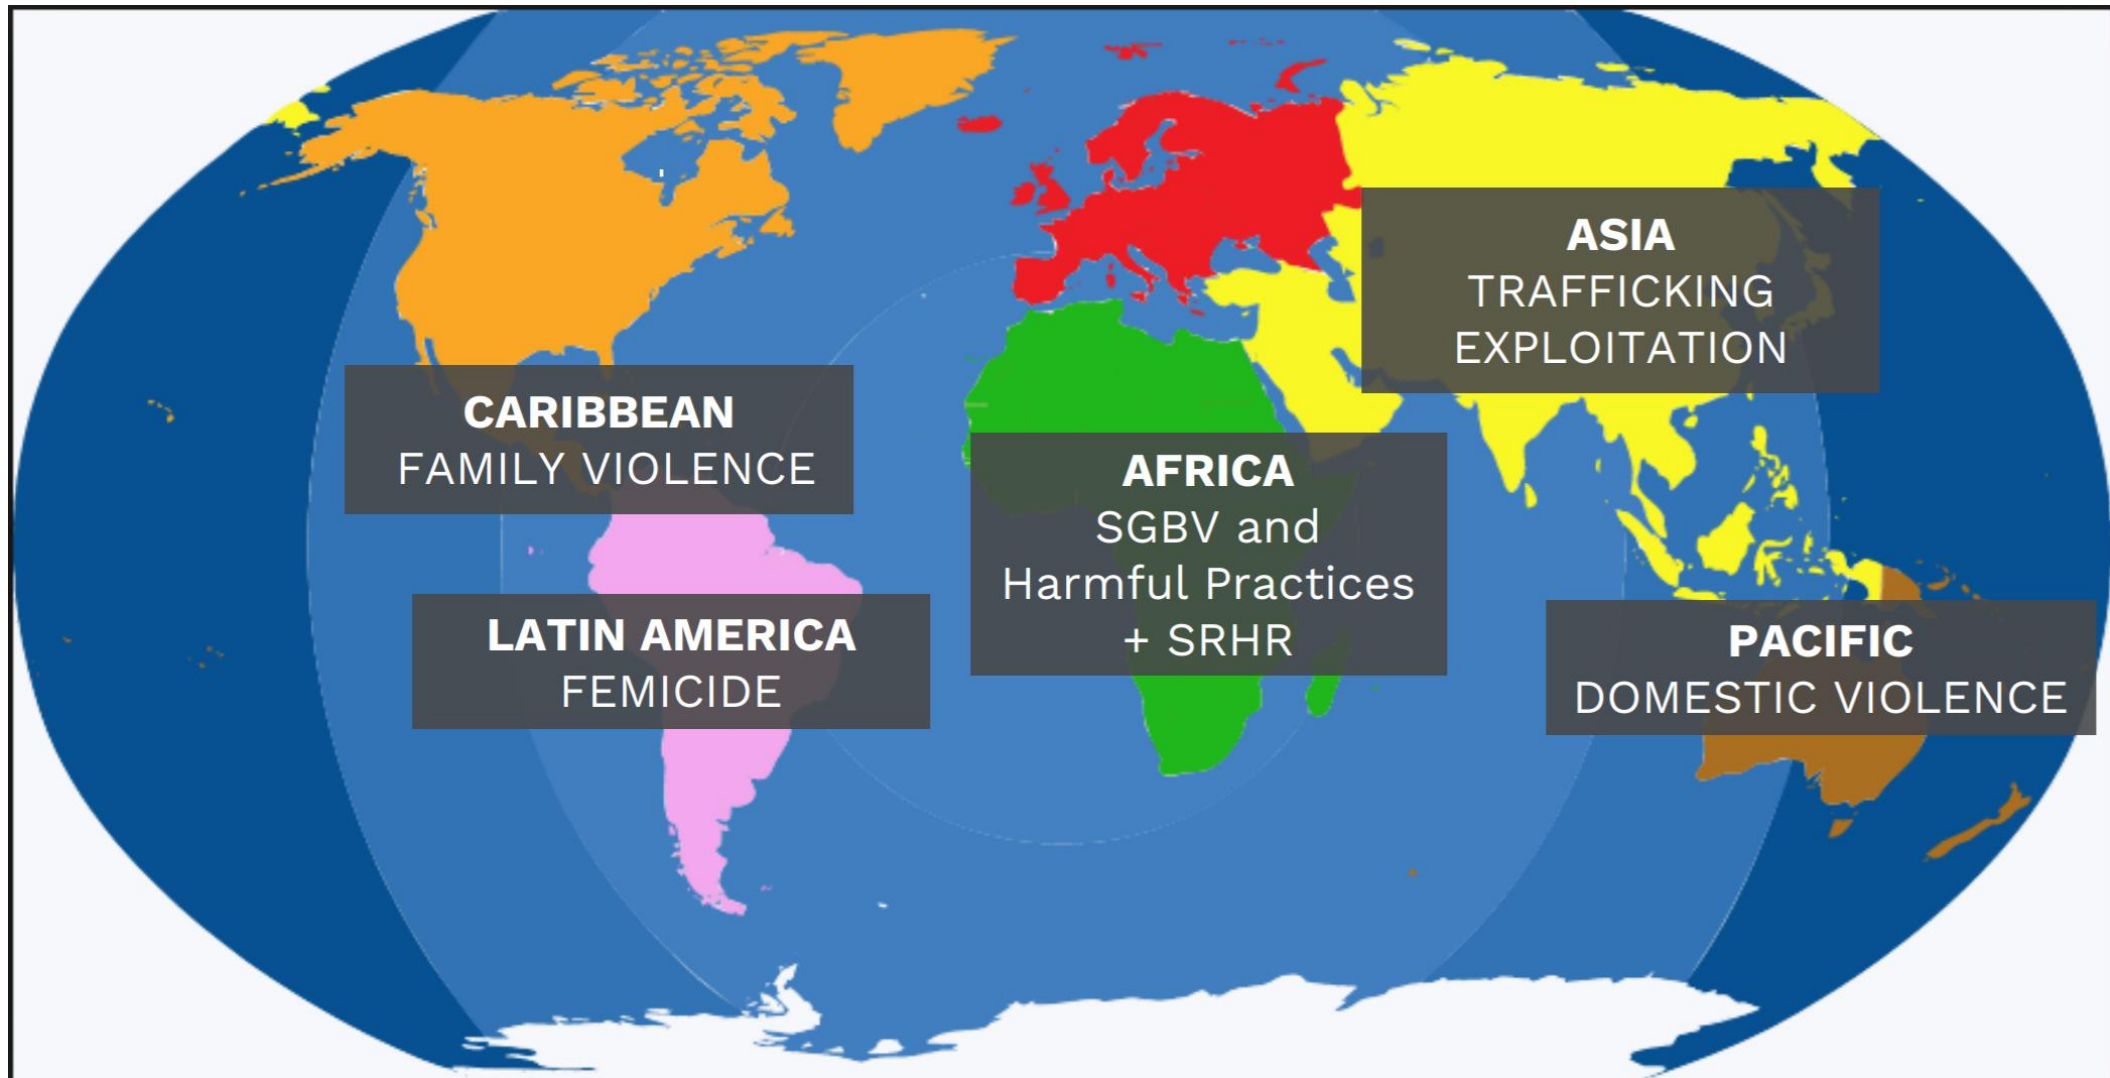 ASIA
TRAFFICKING
EXPLOITATION
CARIBBEAN
FAMILY VIOLENCE
AFRICA
SGBV and
Harmful Practices
+ SRHR
LATIN AMERICA
FEMICIDE
PACIFIC
DOMESTIC VIOLENCE